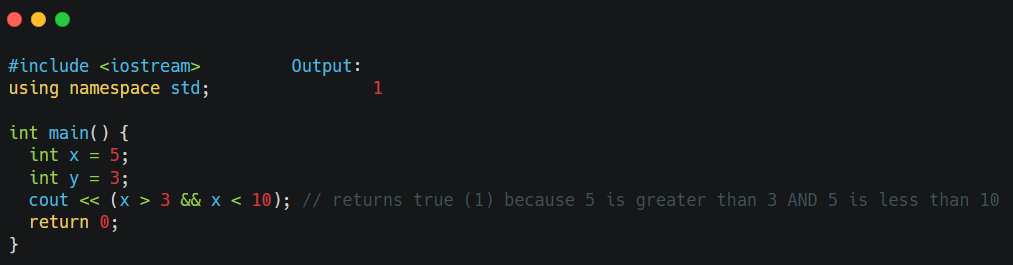 #include <iostream> Output:
using namespace std; 1
int main() {
int x = 5;
int y = 3;
cout << (x > 3 && x < 10); // returns true (1) because 5 is greater than 3 AND 5 is less than 10
return 0;
}